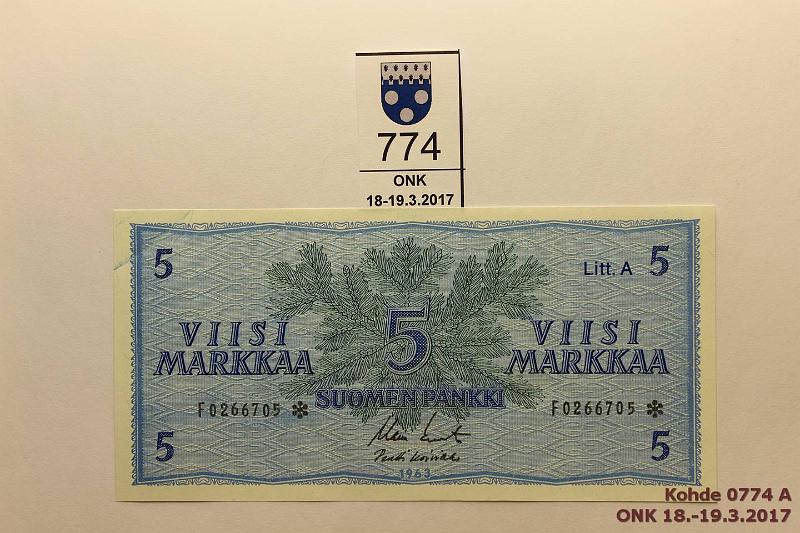 774
ONK
18-19.3.2017
5 Litt. A 5
VIISI 5 VIISI
MARKKAA MARKKAA
SUOMEN PANKKI
F0266705 * F0266705 *
5 5
1963
Kohde 0774 A
ONK 18.-19.3.2017